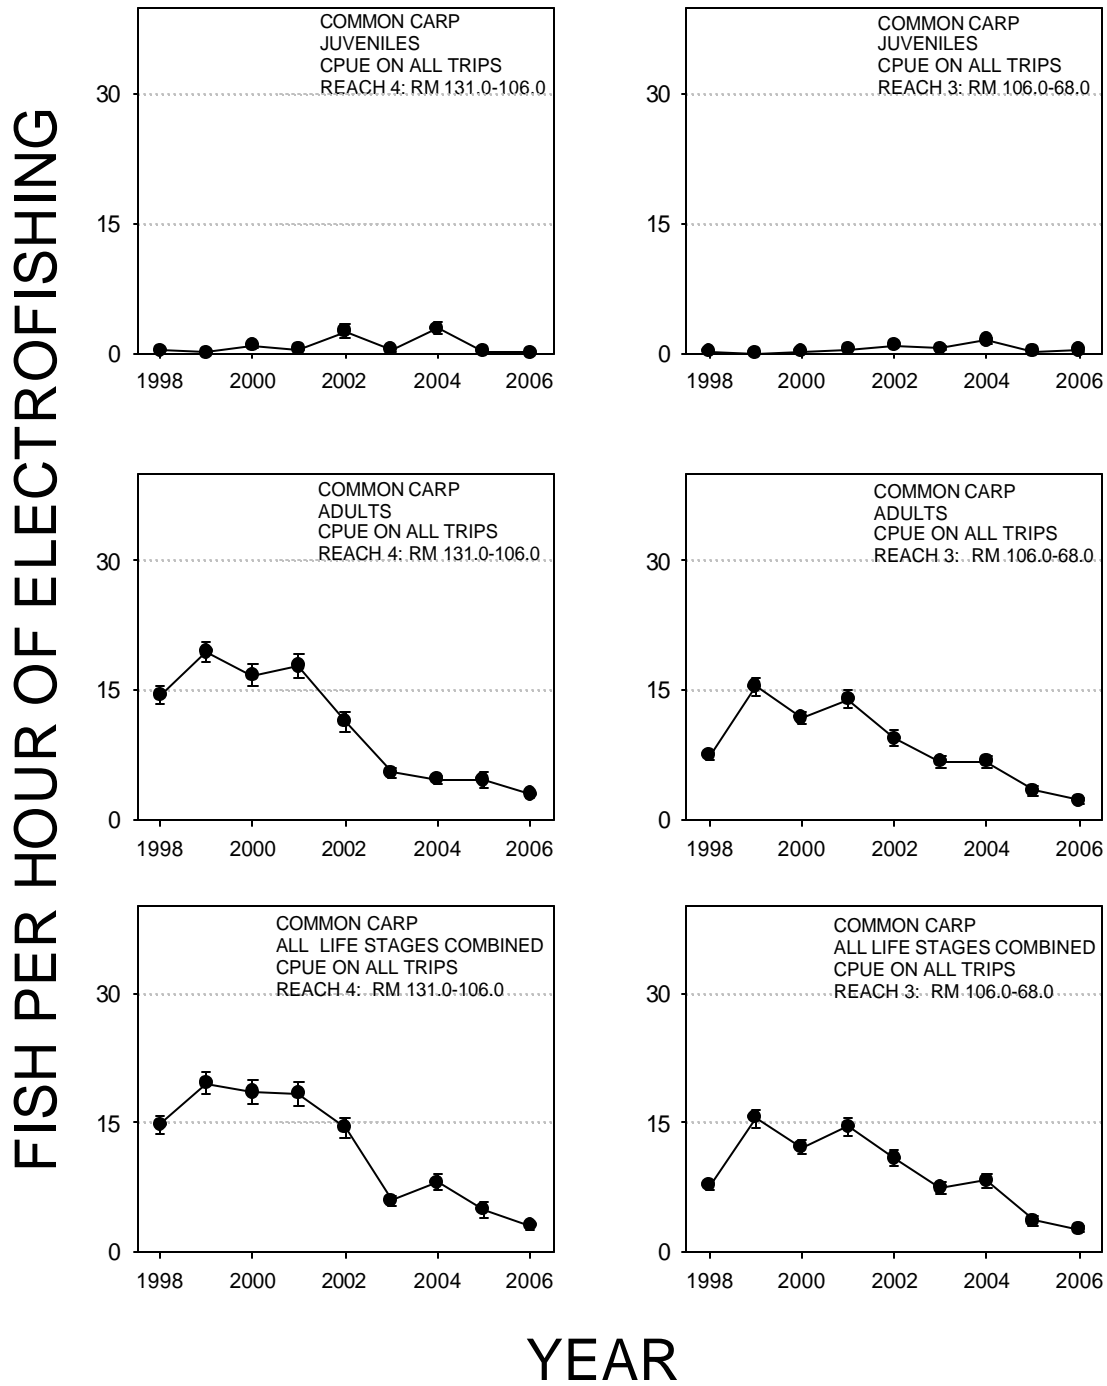 FISH PER HOUR OF ELECTROFISHING
COMMON CARP
JUVENILES
CPUE ON ALL TRIPS
REACH 4: RM 131.0-106.0
30
15
0
1998 2000 2002 2004 2006
COMMON CARP
JUVENILES
CPUE ON ALL TRIPS
REACH 3: RM 106.0-68.0
30
15
0
1998 2000 2002 2004 2006
COMMON CARP
ADULTS
CPUE ON ALL TRIPS
REACH 4: RM 131.0-106.0
30
15
0
1998 2000 2002 2004 2006
COMMON CARP
ADULTS
CPUE ON ALL TRIPS
REACH 3: RM 106.0-68.0
30
15
0
1998 2000 2002 2004 2006
COMMON CARP
ALL LIFE STAGES COMBINED
CPUE ON ALL TRIPS
REACH 4: RM 131.0-106.0
30
15
0
1998 2000 2002 2004 2006
COMMON CARP
ALL LIFE STAGES COMBINED
CPUE ON ALL TRIPS
REACH 3: RM 106.0-68.0
30
15
0
1998 2000 2002 2004 2006
YEAR